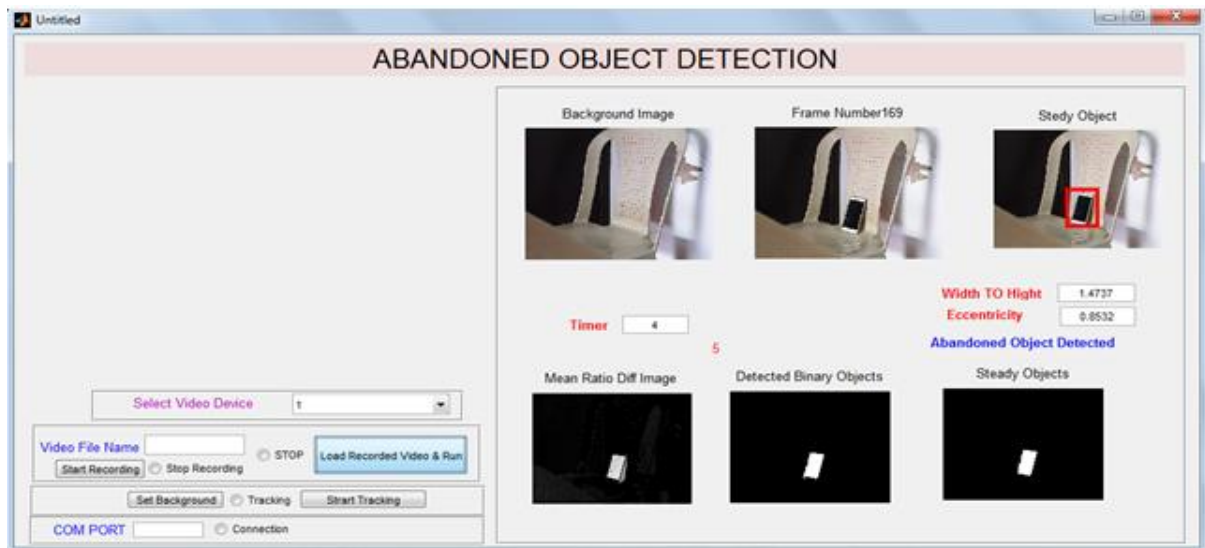 Untitled
ABANDONED OBJECT DETECTION
Background Image
Frame Number169
Stedy Object
Width TO Hight 1.4737
Eccentricity 0.8532
Timer 4
Abandoned Object Detected
5
Mean Ratio Diff Image
Detected Binary Objects
Steady Objects
Select Video Device 1
Video File Name
STOP
Load Recorded Video & Run
Start Recording
Stop Recording
Set Background
Tracking
Strart Tracking
COM PORT
Connection